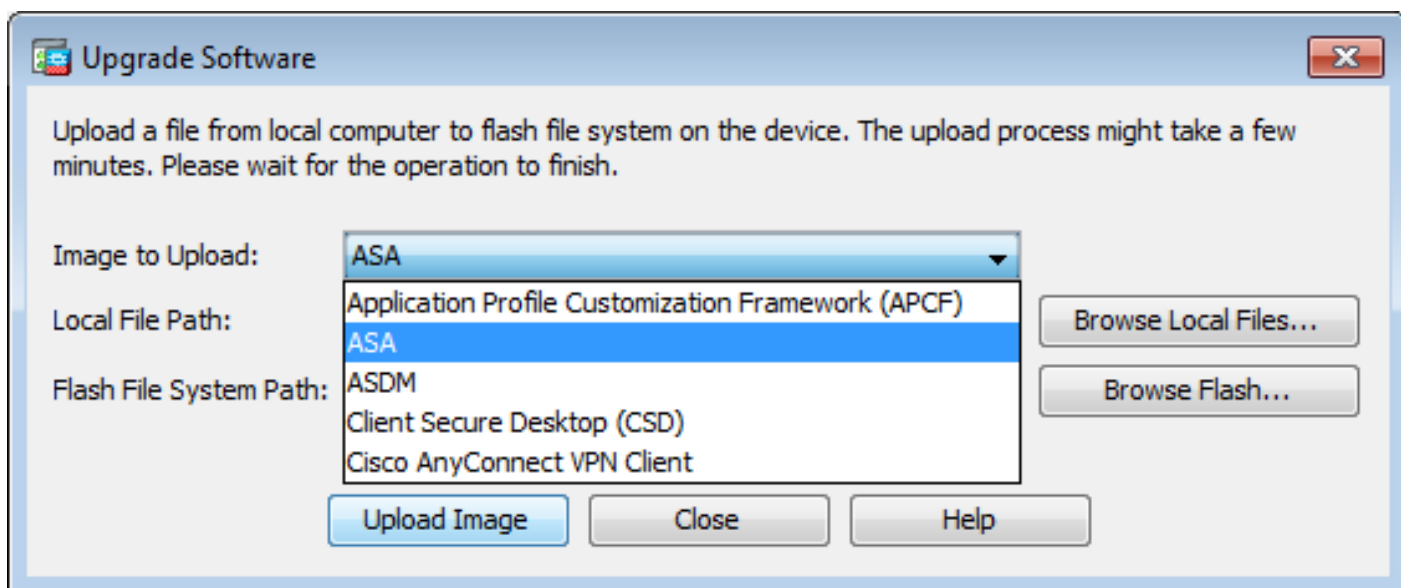 Upgrade Software
Upload a file from local computer to flash file system on the device. The upload process might take a few
minutes. Please wait for the operation to finish.
Image to Upload:
ASA
Application Profile Customization Framework (APCF)
Local File Path:
Browse Local Files...
ASA
ASDM
Flash File System Path:
Browse Flash...
Client Secure Desktop (CSD)
Cisco AnyConnect VPN Client
Upload Image
Close
Help